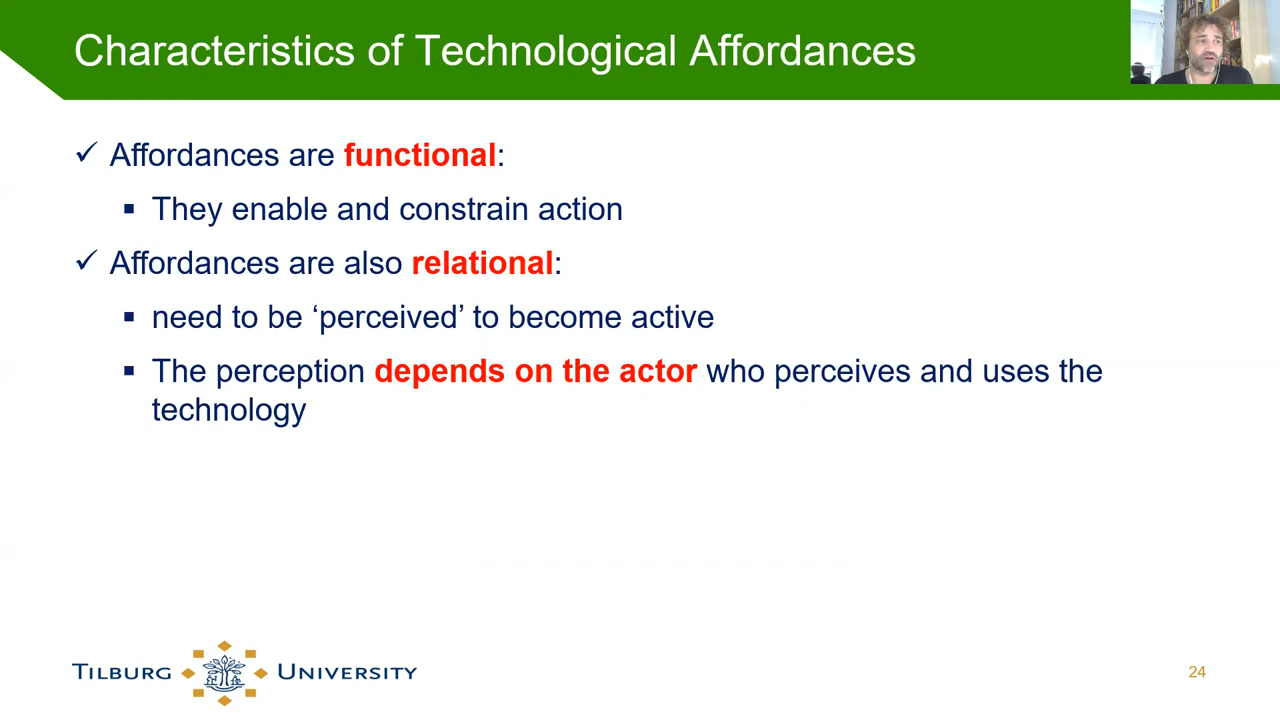 Characteristics of Technological Affordances
✓ Affordances are functional:
▪ They enable and constrain action
✓ Affordances are also relational:
▪ need to be ‘perceived’ to become active
▪ The perception depends on the actor who perceives and uses the
technology
TILBURG UNIVERSITY
24